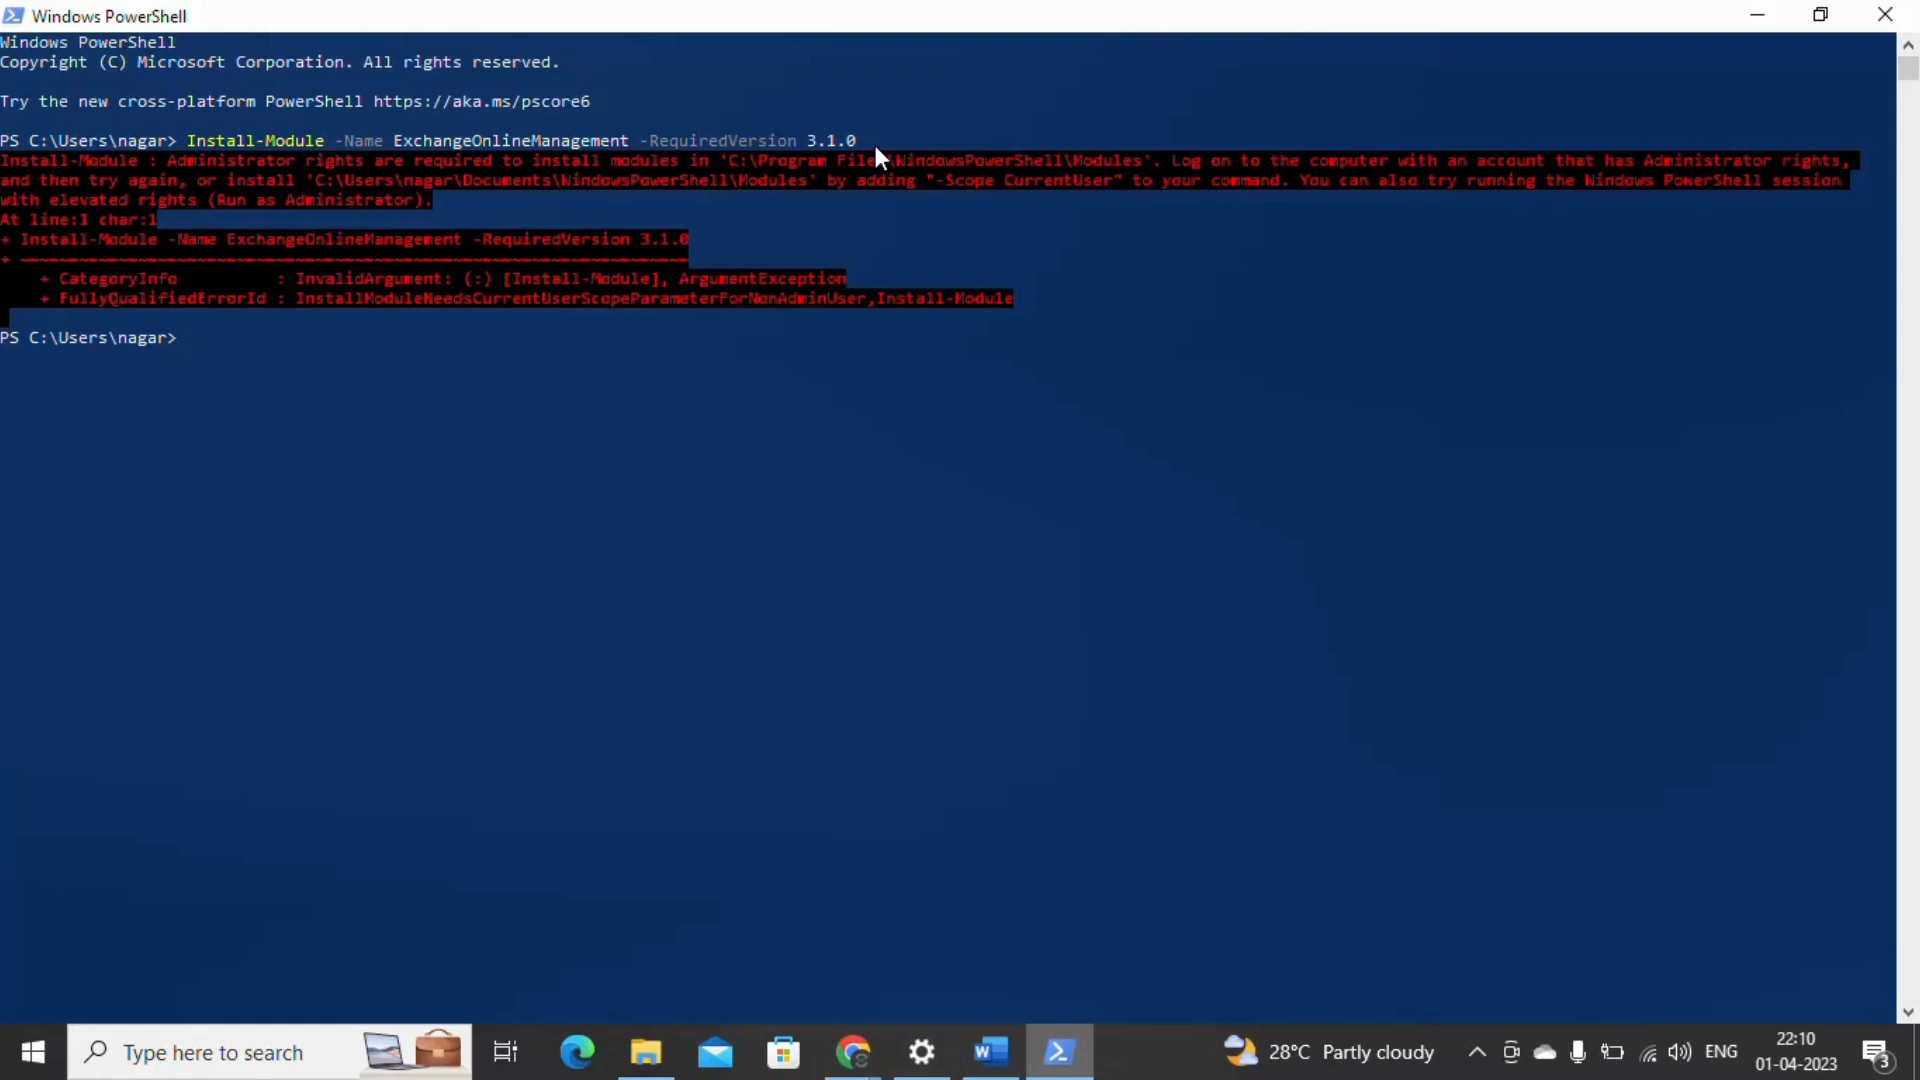 Windows PowerShell
Windows PowerShell
Copyright (C) Microsoft Corporation. All rights reserved.
Try the new cross-platform PowerShell https://aka.ms/pscore6
PS C:\Users\nagar> Install-Module -Name ExchangeOnlineManagement -RequiredVersion 3.1.0
Install-Module : Administrator rights are required to install modules in 'C:\Program File\WindowsPowerShell\Modules'. Log on to the computer with an account that has Administrator rights,
and then try again, or install 'C:\Users\nagar\Documents\WindowsPowerShell\Modules' by adding "-Scope CurrentUser" to your command. You can also try running the Windows PowerShell session
with elevated rights (Run as Administrator).
At line:1 char:1
+ Install-Module -Name ExchangeOnlineManagement -RequiredVersion 3.1.0
+ ~~~~~~~~~~~~~~~~~~~~~~~~~~~~~~~~~~~~~~~~~~~~~~~~~~~~~~~~~~~~~~~~~~~~
+ CategoryInfo : InvalidArgument: (:) [Install-Module], ArgumentException
+ FullyQualifiedErrorId : InstallModuleNeedsCurrentUserScopeParameterForNonAdminUser,Install-Module
PS C:\Users\nagar>
Type here to search
28°C Partly cloudy
ENG
22:10
01-04-2023
3